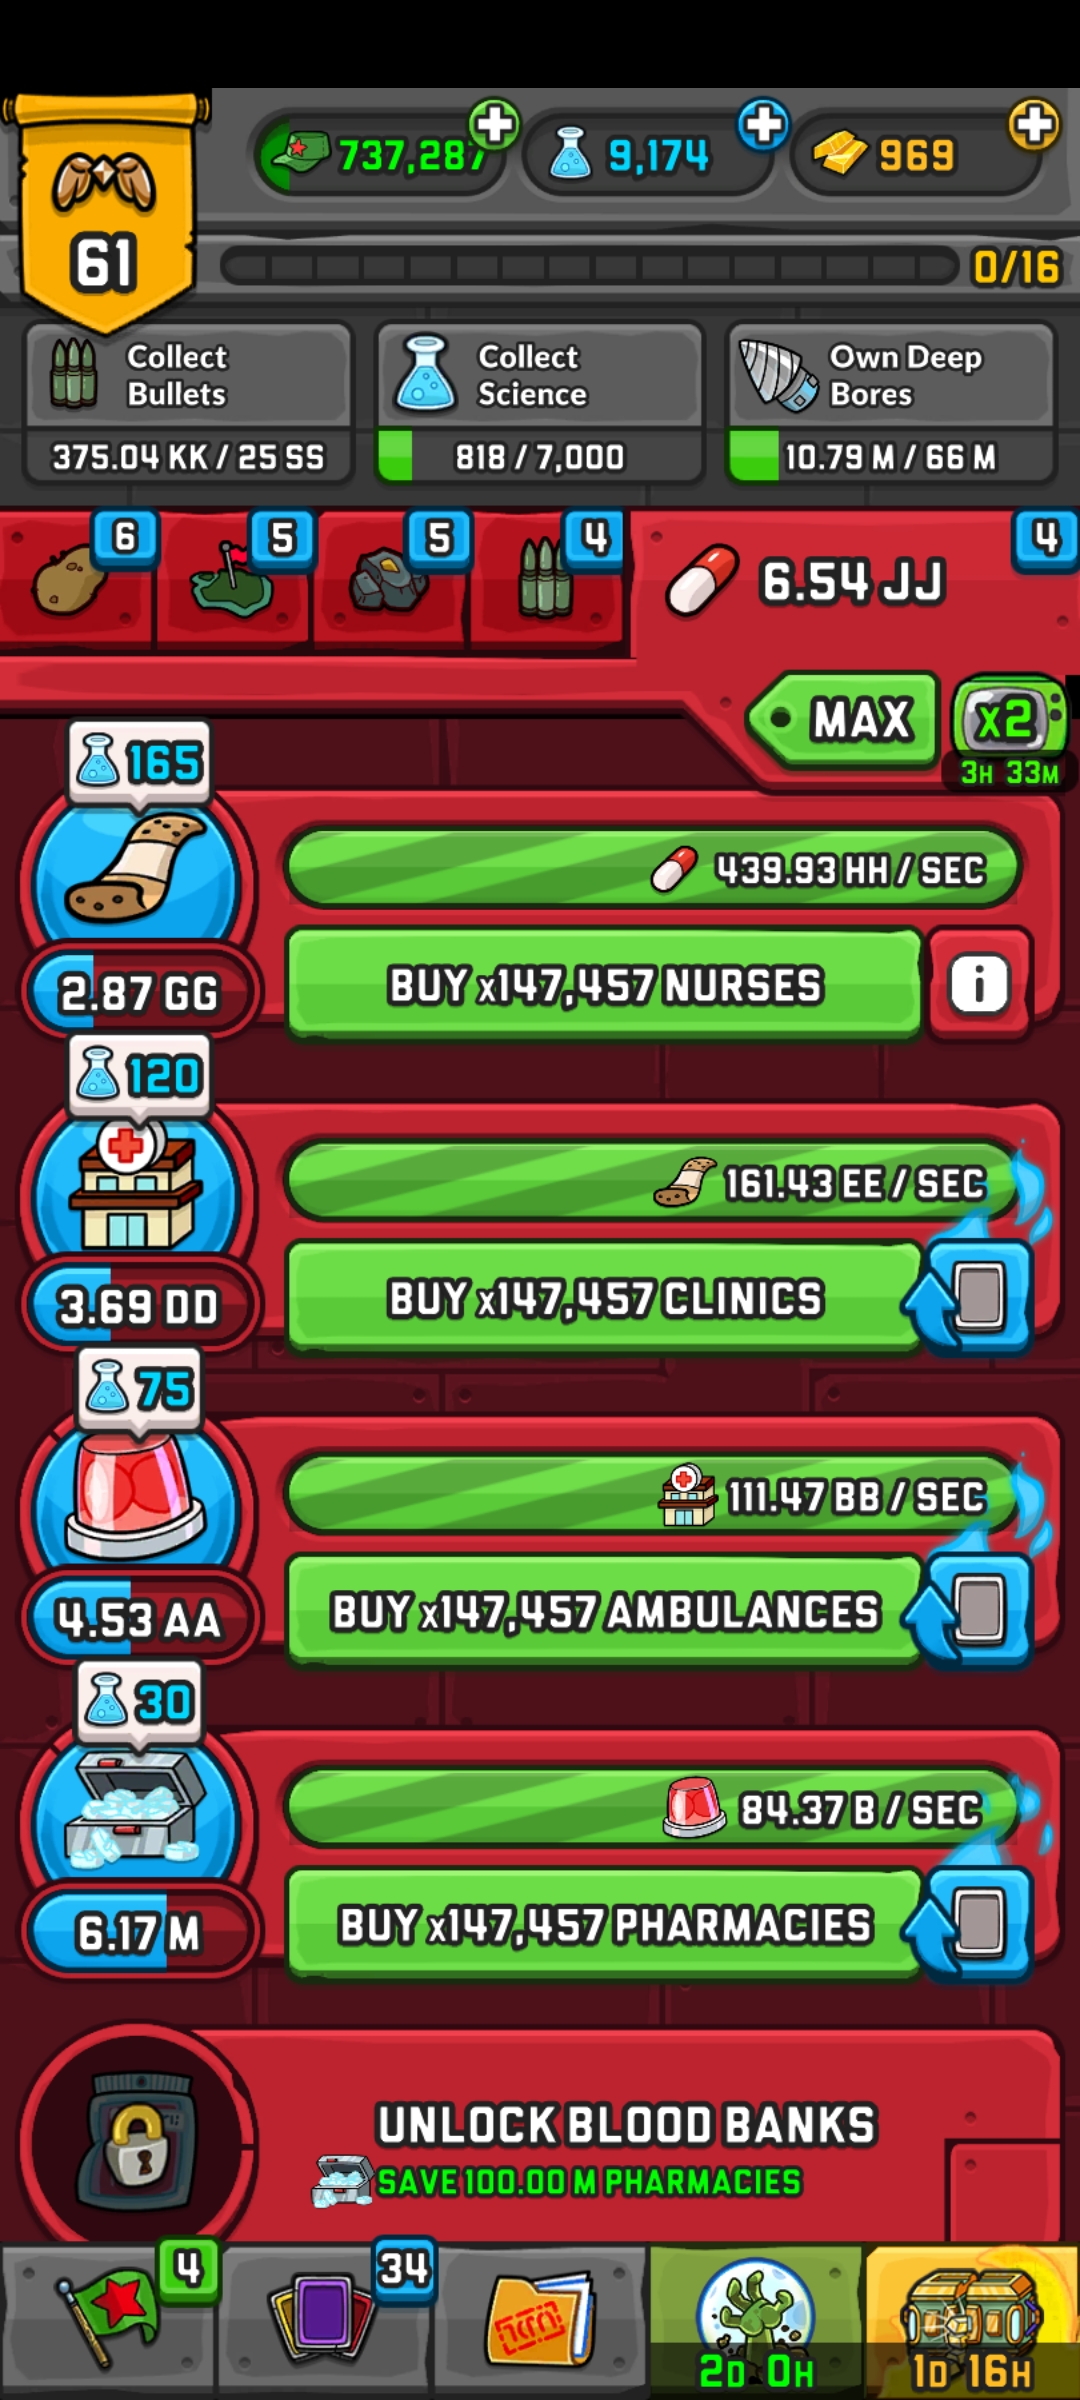 737,287
9,174
969
61
0/16
Collect
Bullets
375.04 KK / 25 SS
Collect
Science
818 / 7,000
Own Deep
Bores
10.79 M / 66 M
6
5
5
4
6.54 JJ
4
MAX
x2
3H 33M
165
439.93 HH / SEC
BUY x147,457 NURSES
i
2.87 GG
120
161.43 EE / SEC
BUY x147,457 CLINICS
3.69 DD
75
111.47 BB / SEC
BUY x147,457 AMBULANCES
4.53 AA
30
84.37 B / SEC
BUY x147,457 PHARMACIES
6.17 M
UNLOCK BLOOD BANKS
SAVE 100.00 M PHARMACIES
4
34
2D 0H
1D 16H